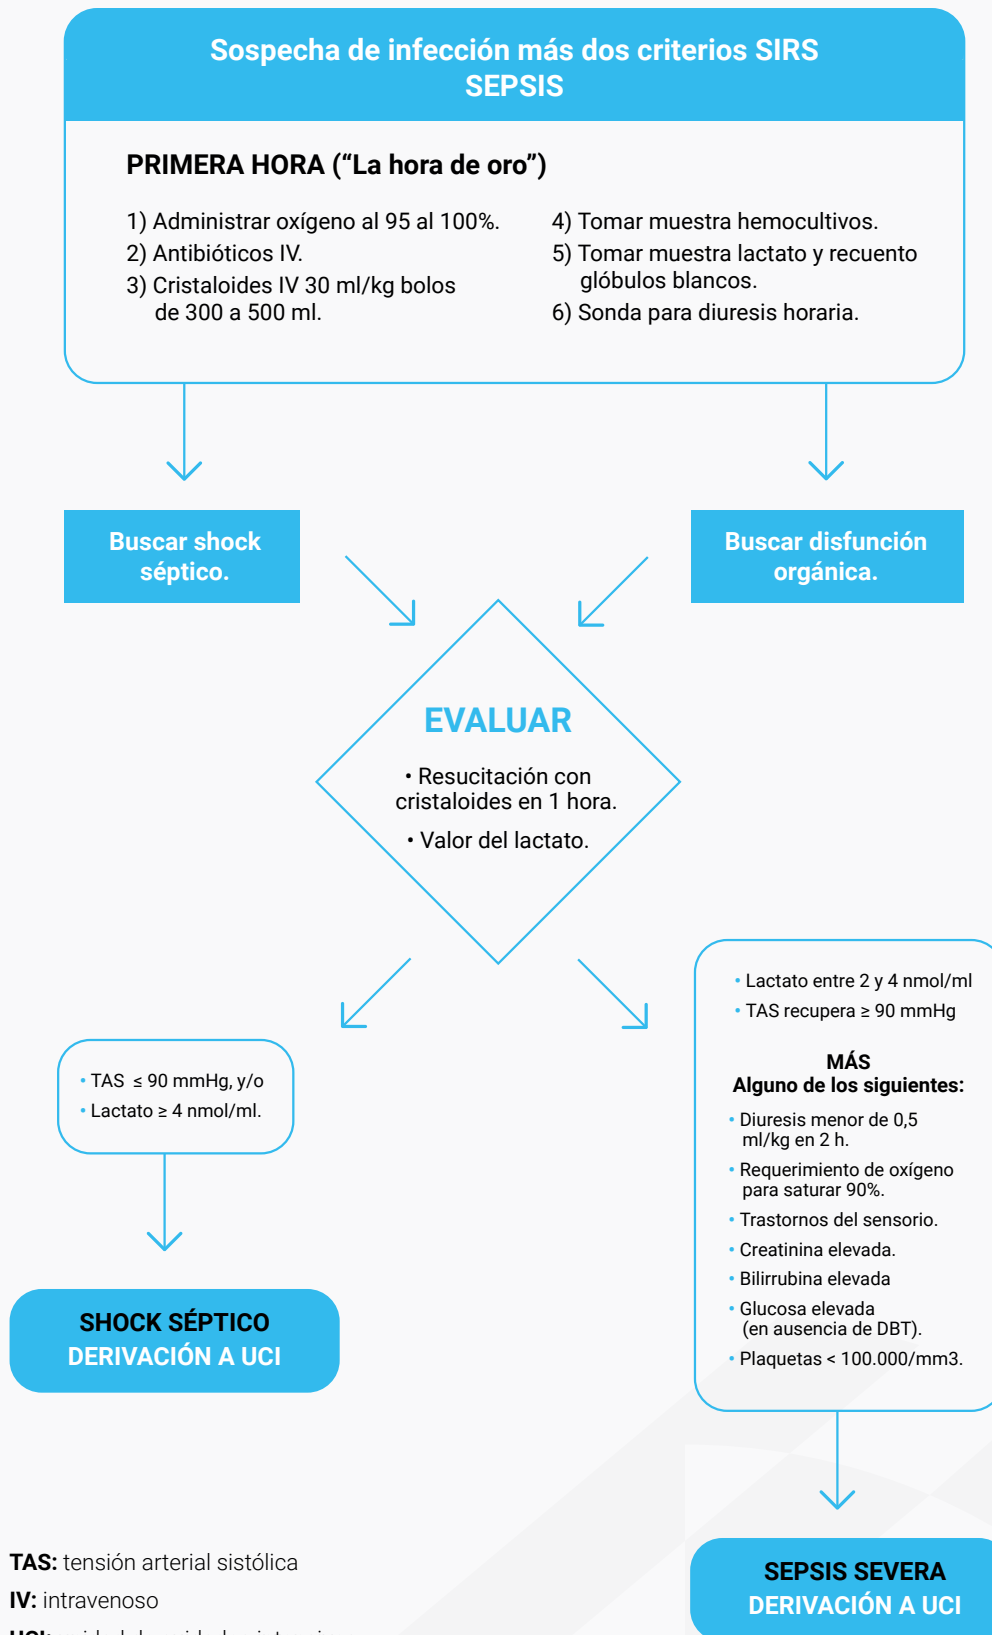 Sospecha de infección más dos criterios SIRS
SEPSIS
PRIMERA HORA (“La hora de oro”)
1) Administrar oxígeno al 95 al 100%.
2) Antibióticos IV.
3) Cristaloides IV 30 ml/kg bolos
de 300 a 500 ml.
4) Tomar muestra hemocultivos.
5) Tomar muestra lactato y recuento
glóbulos blancos.
6) Sonda para diuresis horaria.
Buscar shock
séptico.
Buscar disfunción
orgánica.
EVALUAR
• Resucitación con
cristaloides en 1 hora.
• Valor del lactato.
• TAS ≤ 90 mmHg, y/o
• Lactato ≥ 4 nmol/ml.
SHOCK SÉPTICO
DERIVACIÓN A UCI
• Lactato entre 2 y 4 nmol/ml
• TAS recupera ≥ 90 mmHg
MÁS
Alguno de los siguientes:
• Diuresis menor de 0,5
ml/kg en 2 h.
• Requerimiento de oxígeno
para saturar 90%.
• Trastornos del sensorio.
• Creatinina elevada.
• Bilirrubina elevada
• Glucosa elevada
(en ausencia de DBT).
• Plaquetas < 100.000/mm3.
SEPSIS SEVERA
DERIVACIÓN A UCI
TAS: tensión arterial sistólica
IV: intravenoso